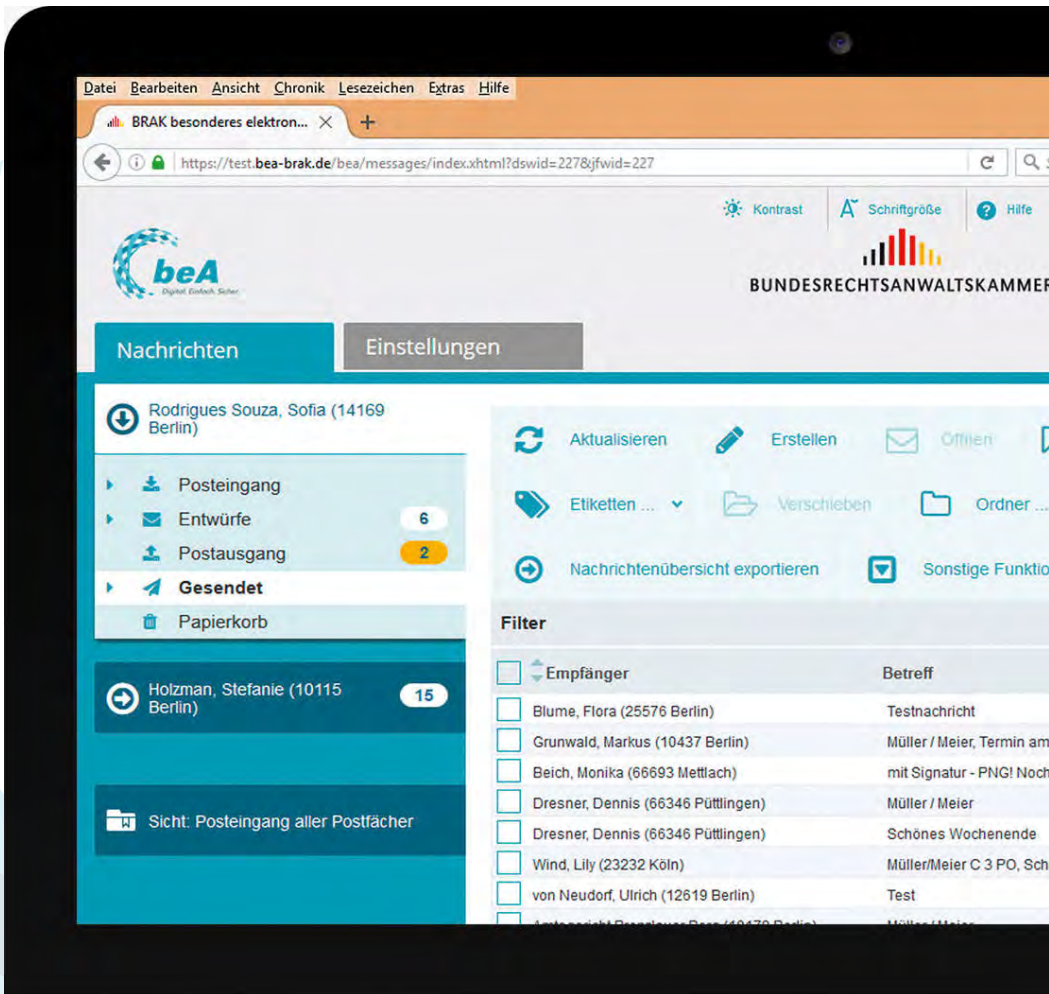 Datei Bearbeiten Ansicht Chronik Lesezeichen Extras Hilfe
BRAK besonderes elektron...
https://test.bea-brak.de/bea/messages/index.xhtml?dswid=227&jfwid=227
Kontrast Schriftgröße Hilfe
beA
Digital. Einfach. Sicher.
BUNDESRECHTSANWALTSKAMMER
Nachrichten Einstellungen
Rodrigues Souza, Sofia (14169
Berlin)
Posteingang
Entwürfe 6
Postausgang 2
Gesendet
Papierkorb
Holzman, Stefanie (10115
Berlin) 15
Sicht: Posteingang aller Postfächer
Aktualisieren Erstellen Öffnen
Etiketten ... Verschieben Ordner ...
Nachrichtenübersicht exportieren Sonstige Funktio
Filter
Empfänger Betreff
Blume, Flora (25576 Berlin) Testnachricht
Grunwald, Markus (10437 Berlin) Müller / Meier, Termin am
Beich, Monika (66693 Mettlach) mit Signatur - PNG! Noch
Dresner, Dennis (66346 Püttlingen) Müller / Meier
Dresner, Dennis (66346 Püttlingen) Schönes Wochenende
Wind, Lily (23232 Köln) Müller/Meier C 3 PO, Sch
von Neudorf, Ulrich (12619 Berlin) Test